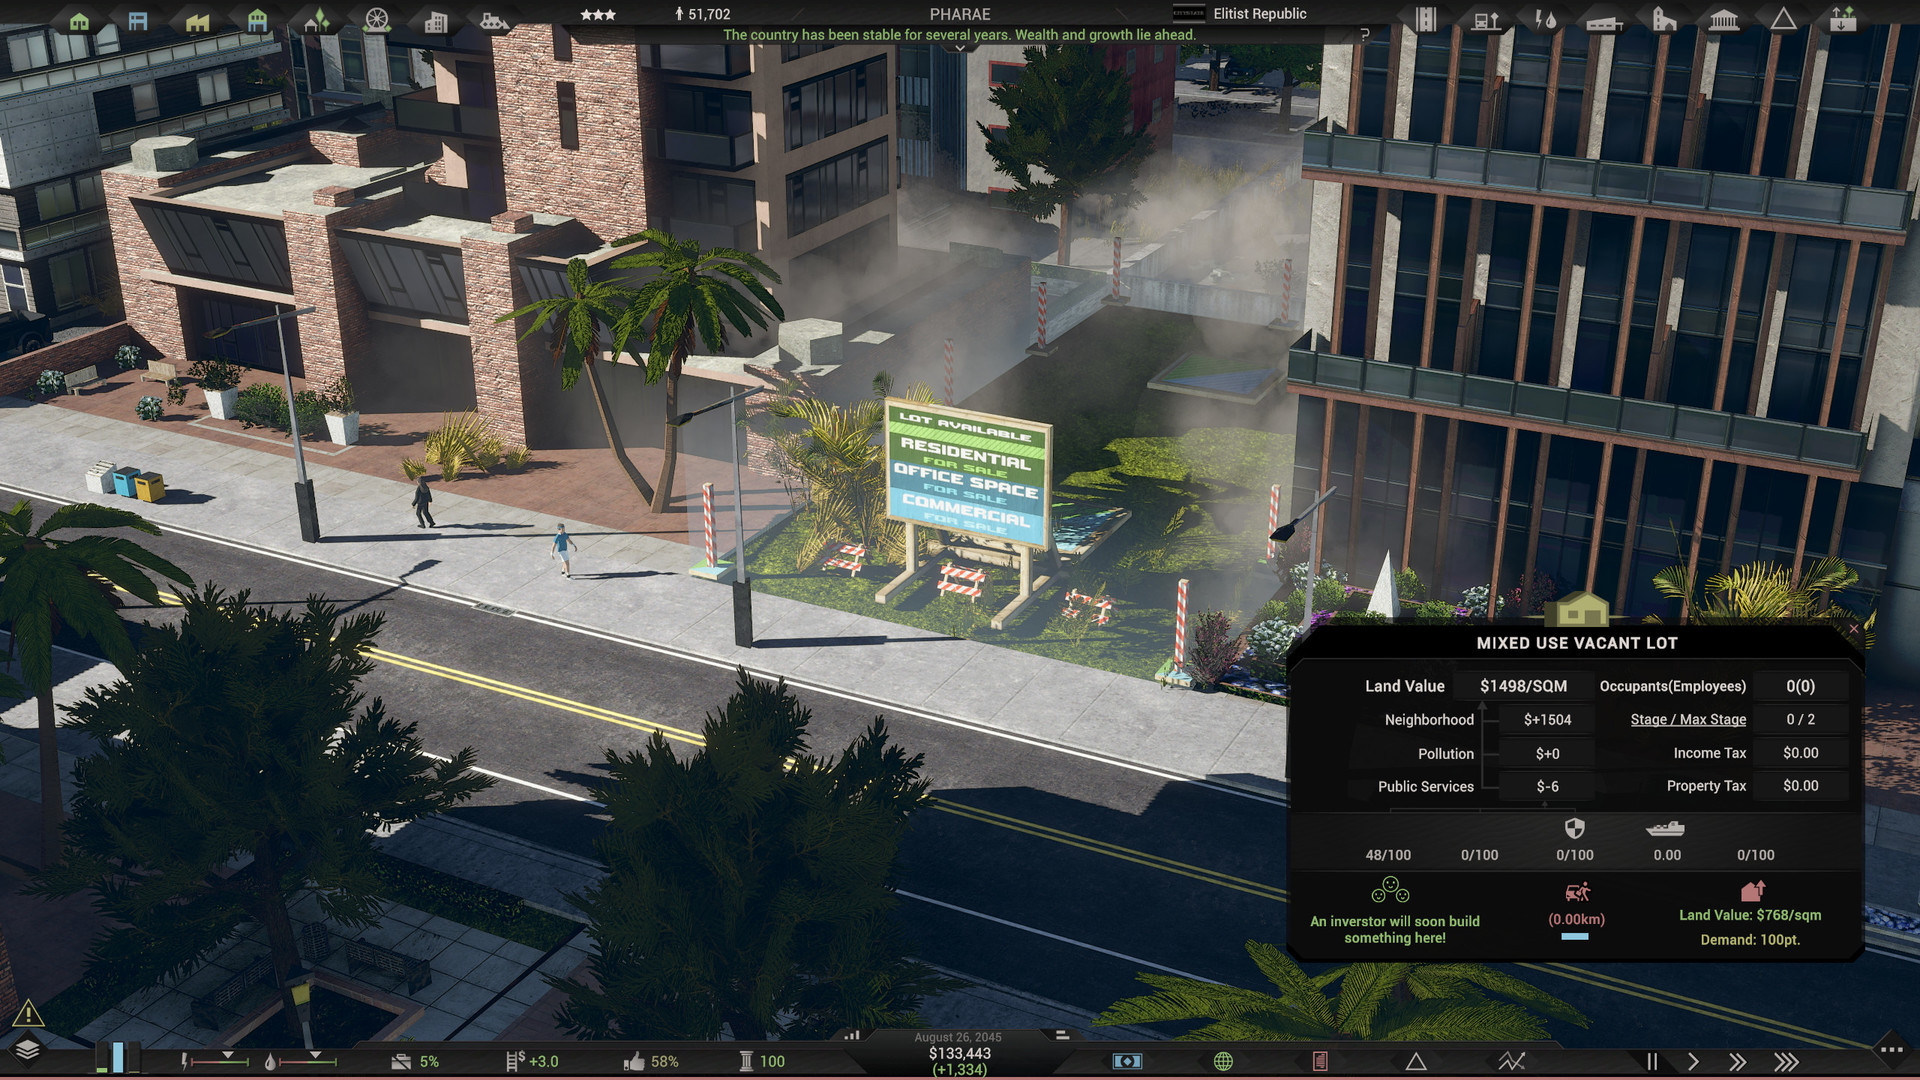 51,702
PHARAE
Elitist Republic
The country has been stable for several years. Wealth and growth lie ahead.
?
LOT AVAILABLE
RESIDENTIAL
FOR SALE
OFFICE SPACE
FOR SALE
COMMERCIAL
FOR SALE
MIXED USE VACANT LOT
Land Value $1498/SQM Occupants(Employees) 0(0)
Neighborhood $+1504 Stage / Max Stage 0 / 2
Pollution $+0 Income Tax $0.00
Public Services $-6 Property Tax $0.00
48/100 0/100 0/100 0.00 0/100
An inverstor will soon build
something here!
(0.00km)
Land Value: $768/sqm
Demand: 100pt.
5%
+3.0
58%
100
August 26, 2045
$133,443
(+1,334)